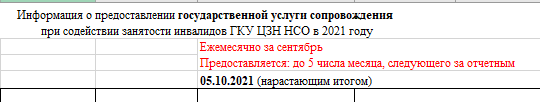 Информация о предоставлении государственной услуги сопровождения
при содействии занятости инвалидов ГКУ ЦЗН НСО в 2021 году
Ежемесячно за сентябрь
Предоставляется: до 5 числа месяца, следующего за отчетным
05.10.2021 (нарастающим итогом)